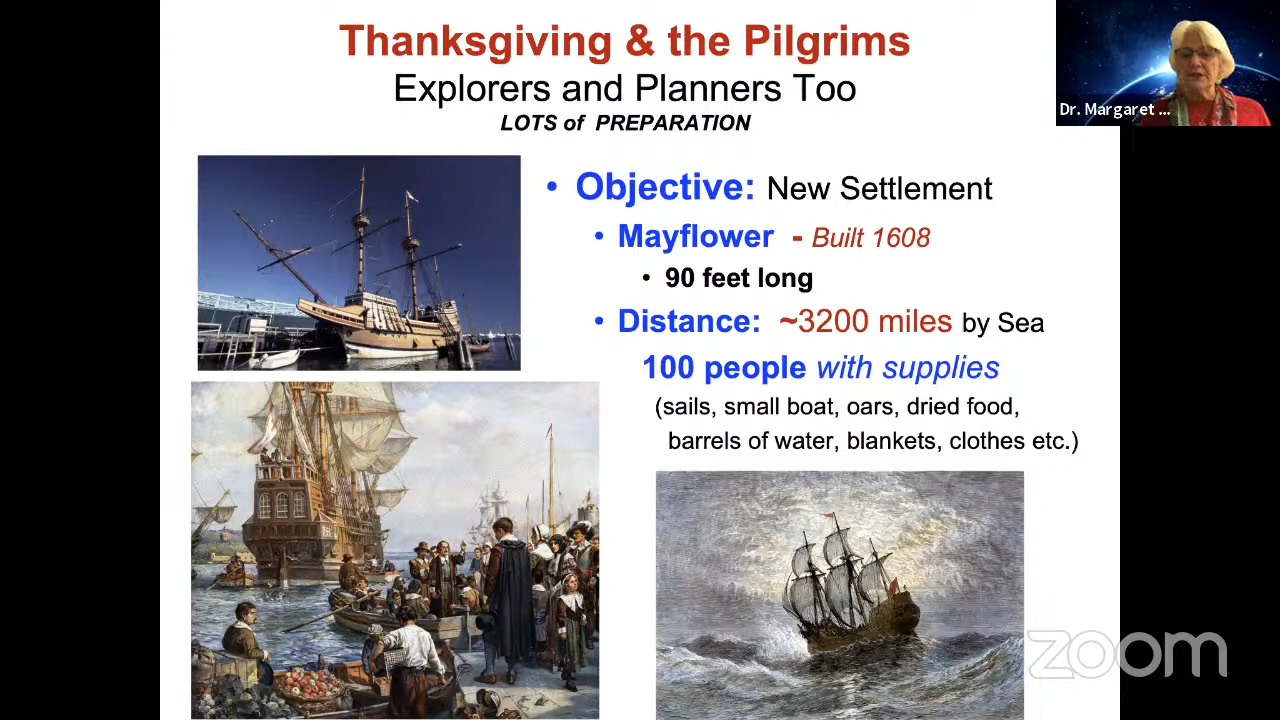 Thanksgiving & the Pilgrims
Explorers and Planners Too
LOTS of PREPARATION
Dr. Margaret ...
• Objective: New Settlement
• Mayflower - Built 1608
• 90 feet long
• Distance: ~3200 miles by Sea
100 people with supplies
(sails, small boat, oars, dried food,
barrels of water, blankets, clothes etc.)
zoom